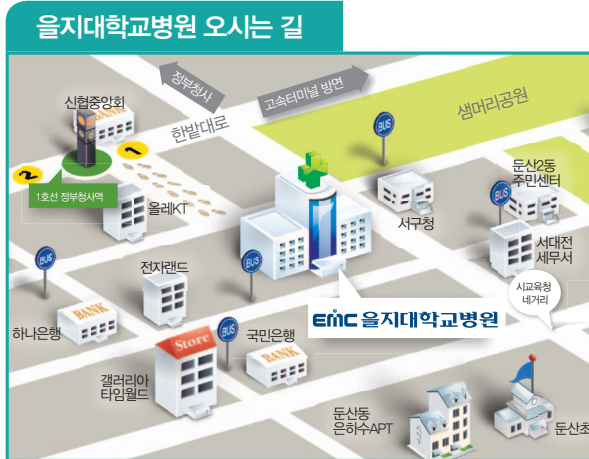 을지대학교병원 오시는 길
정부청사
고속터미널 방면
신협중앙회
BANK
한밭대로
샘머리공원
BUS
1
2
1호선 정부청사역
올레KT
둔산2동
주민센터
BUS
서구청
서대전
세무서
BUS
전자랜드
BUS
시교육청
네거리
하나은행
BANK
EMC 을지대학교병원
Store
BUS
국민은행
BANK
갤러리아
타임월드
둔산동
은하수APT
둔산초